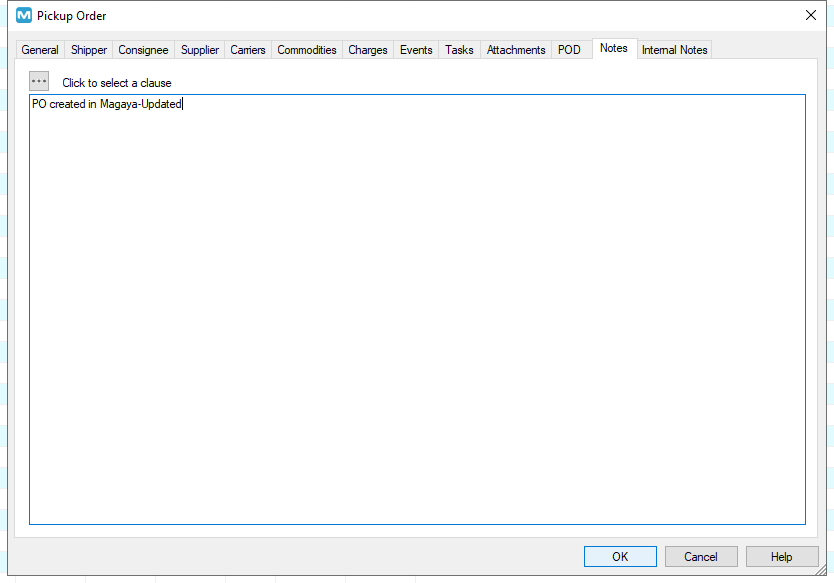 Pickup Order
General Shipper Consignee Supplier Carriers Commodities Charges Events Tasks Attachments POD Notes Internal Notes
... Click to select a clause
PO created in Magaya-Updated
OK Cancel Help